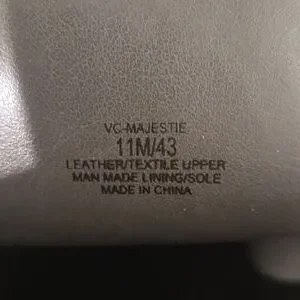 VC-MAJESTIE
11M/43
LEATHER/TEXTILE UPPER
MAN MADE LINING/SOLE
MADE IN CHINA